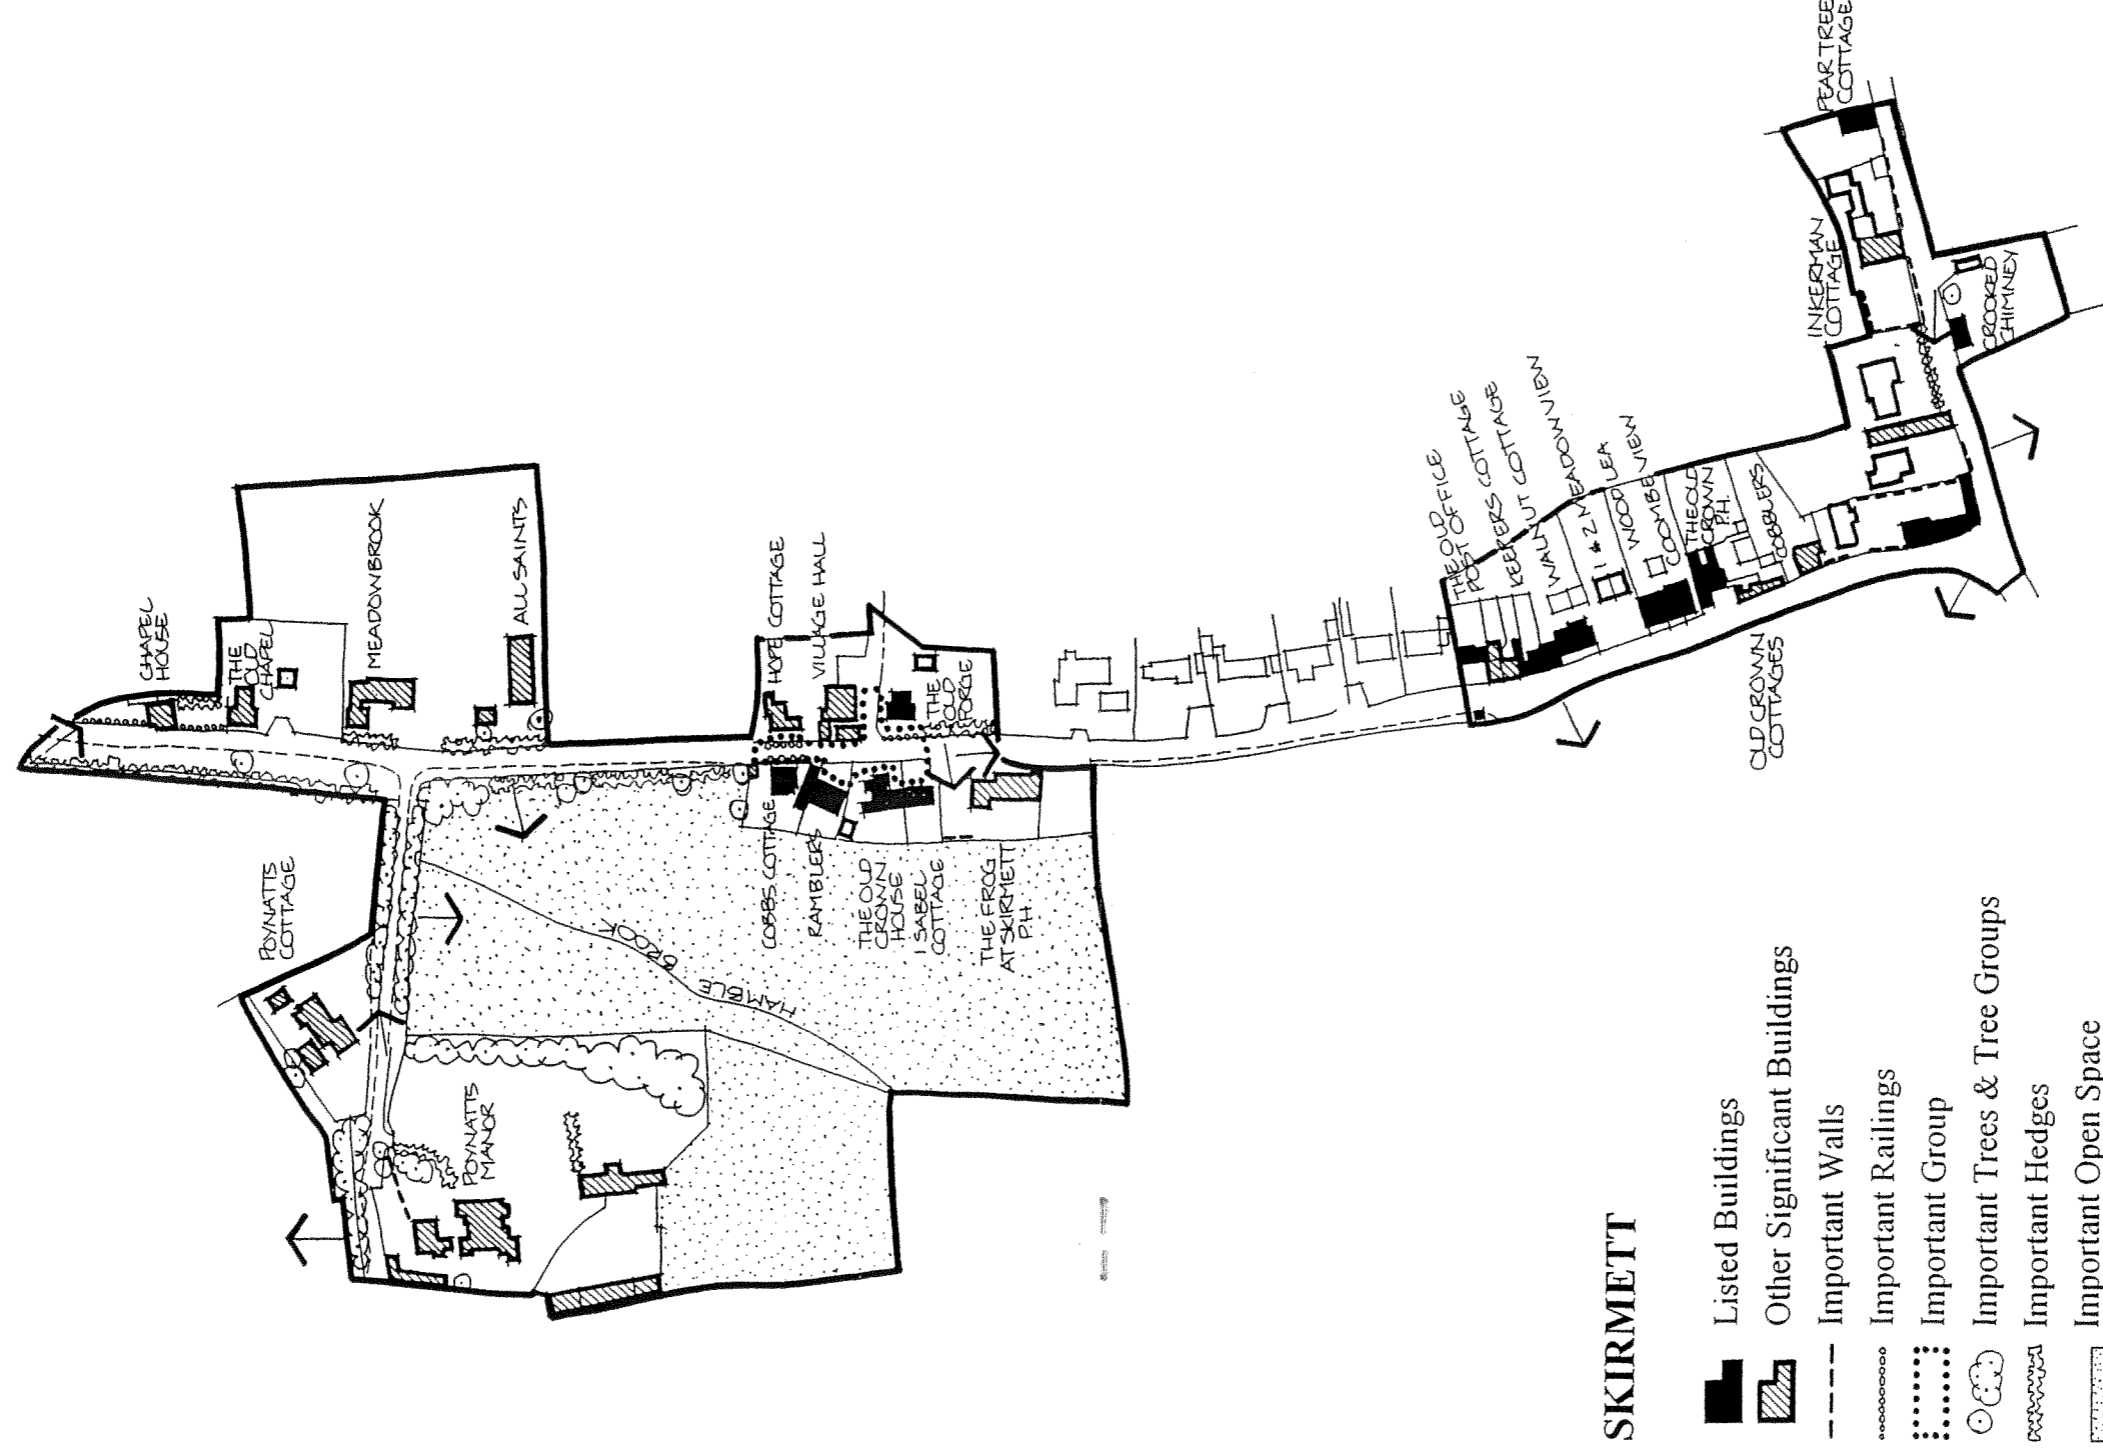 PEAR TREE
COTTAGE
INKERMAN
COTTAGE
CROOKED
CHIMNEY
THE OLD
POST OFFICE
KEEPERS COTTAGE
WALNUT COTTAGE
1 & 2 MEADOW VIEW
WOOD LEA
COOMBE VIEW
THE OLD
CROWN
P.H.
COBBLERS
OLD CROWN
COTTAGES
CHAPEL
HOUSE
THE
OLD
CHAPEL
MEADOWBROOK
ALL SAINTS
HOPE COTTAGE
VILLAGE HALL
THE
OLD
FORGE
POYNATTS
COTTAGE
COBBS COTTAGE
RAMBLERS
THE OLD
CROWN
HOUSE
ISABEL
COTTAGE
THE FROG
AT SKIRMETT
P.H.
HAMBLE BROOK
POYNATTS
MANOR
SKIRMETT
Listed Buildings
Other Significant Buildings
Important Walls
Important Railings
Important Group
Important Trees & Tree Groups
Important Hedges
Important Open Space